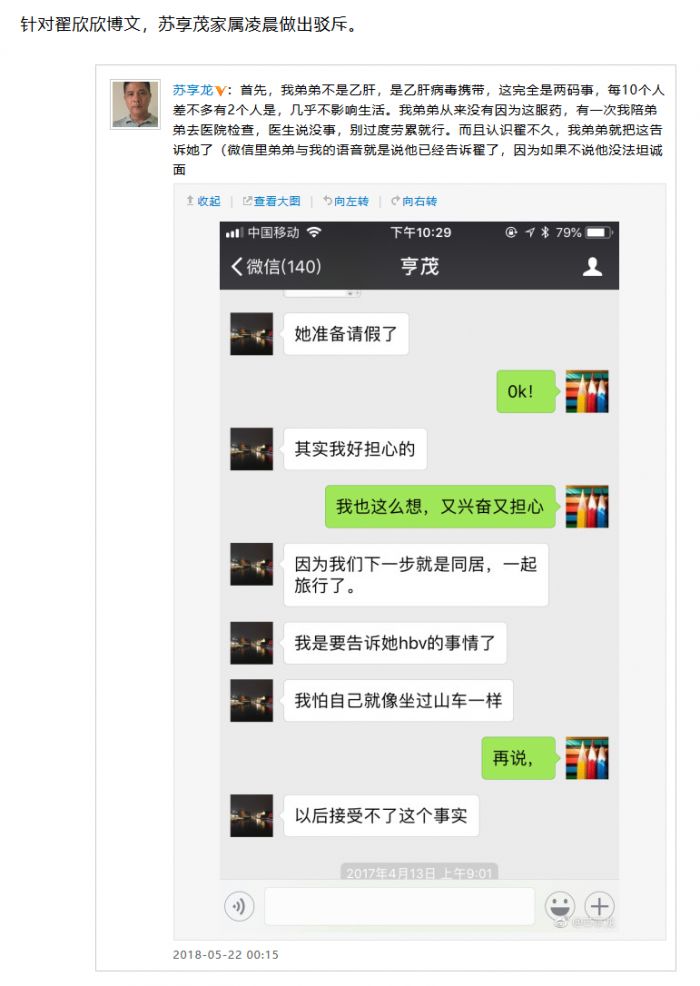 针对翟欣欣博文，苏享茂家属凌晨做出驳斥。
苏享龙：首先，我弟弟不是乙肝，是乙肝病毒携带，这完全是两码事，每10个人
差不多有2个人是，几乎不影响生活。我弟弟从来没有因为这服药，有一次我陪弟
弟去医院检查，医生说没事，别过度劳累就行。而且认识翟不久，我弟弟就把这告
诉她了（微信里弟弟与我的语音就是说他已经告诉翟了，因为如果不说他没法坦诚
面
收起 | 查看大图 | 向左转 | 向右转
中国移动 下午10:29 79%
微信(140) 亨茂
她准备请假了
Ok!
其实我好担心的
我也这么想，又兴奋又担心
因为我们下一步就是同居，一起
旅行了。
我是要告诉她hbv的事情了
我怕自己就像坐过山车一样
再说，
以后接受不了这个事实
2017年4月13日 上午9:01
2018-05-22 00:15